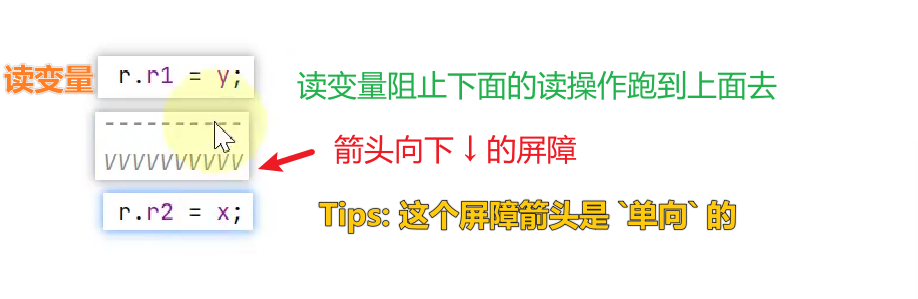 读变量 r.r1 = y;
读变量阻止下面的读操作跑到上面去
----------
VVVVVVVVVV
箭头向下↓的屏障
r.r2 = x;
Tips: 这个屏障箭头是 `单向` 的